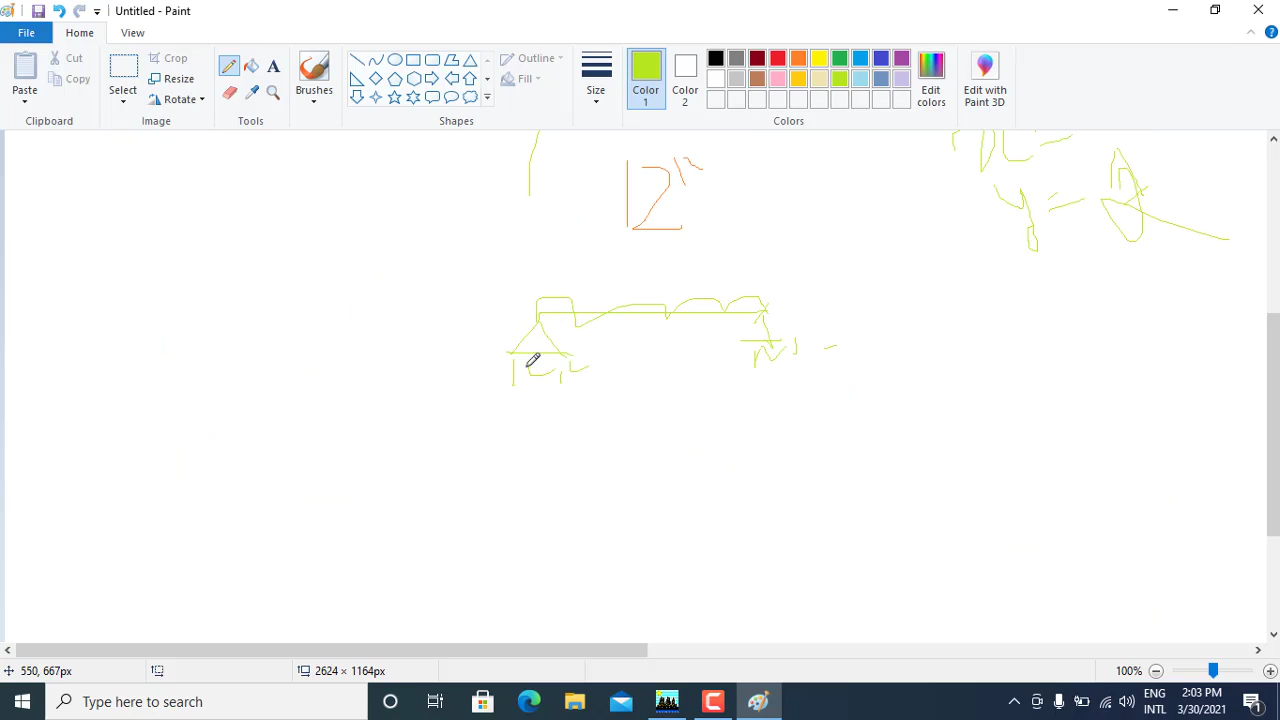 Untitled - Paint
File
Home
View
Paste
Cut
Copy
Clipboard
Select
Crop
Resize
Rotate
Image
Tools
Brushes
Shapes
Outline
Fill
Size
Color 1
Color 2
Edit colors
Colors
Edit with Paint 3D
12
y =
550, 667px
2624 × 1164px
100%
Type here to search
ENG
INTL
2:03 PM
3/30/2021